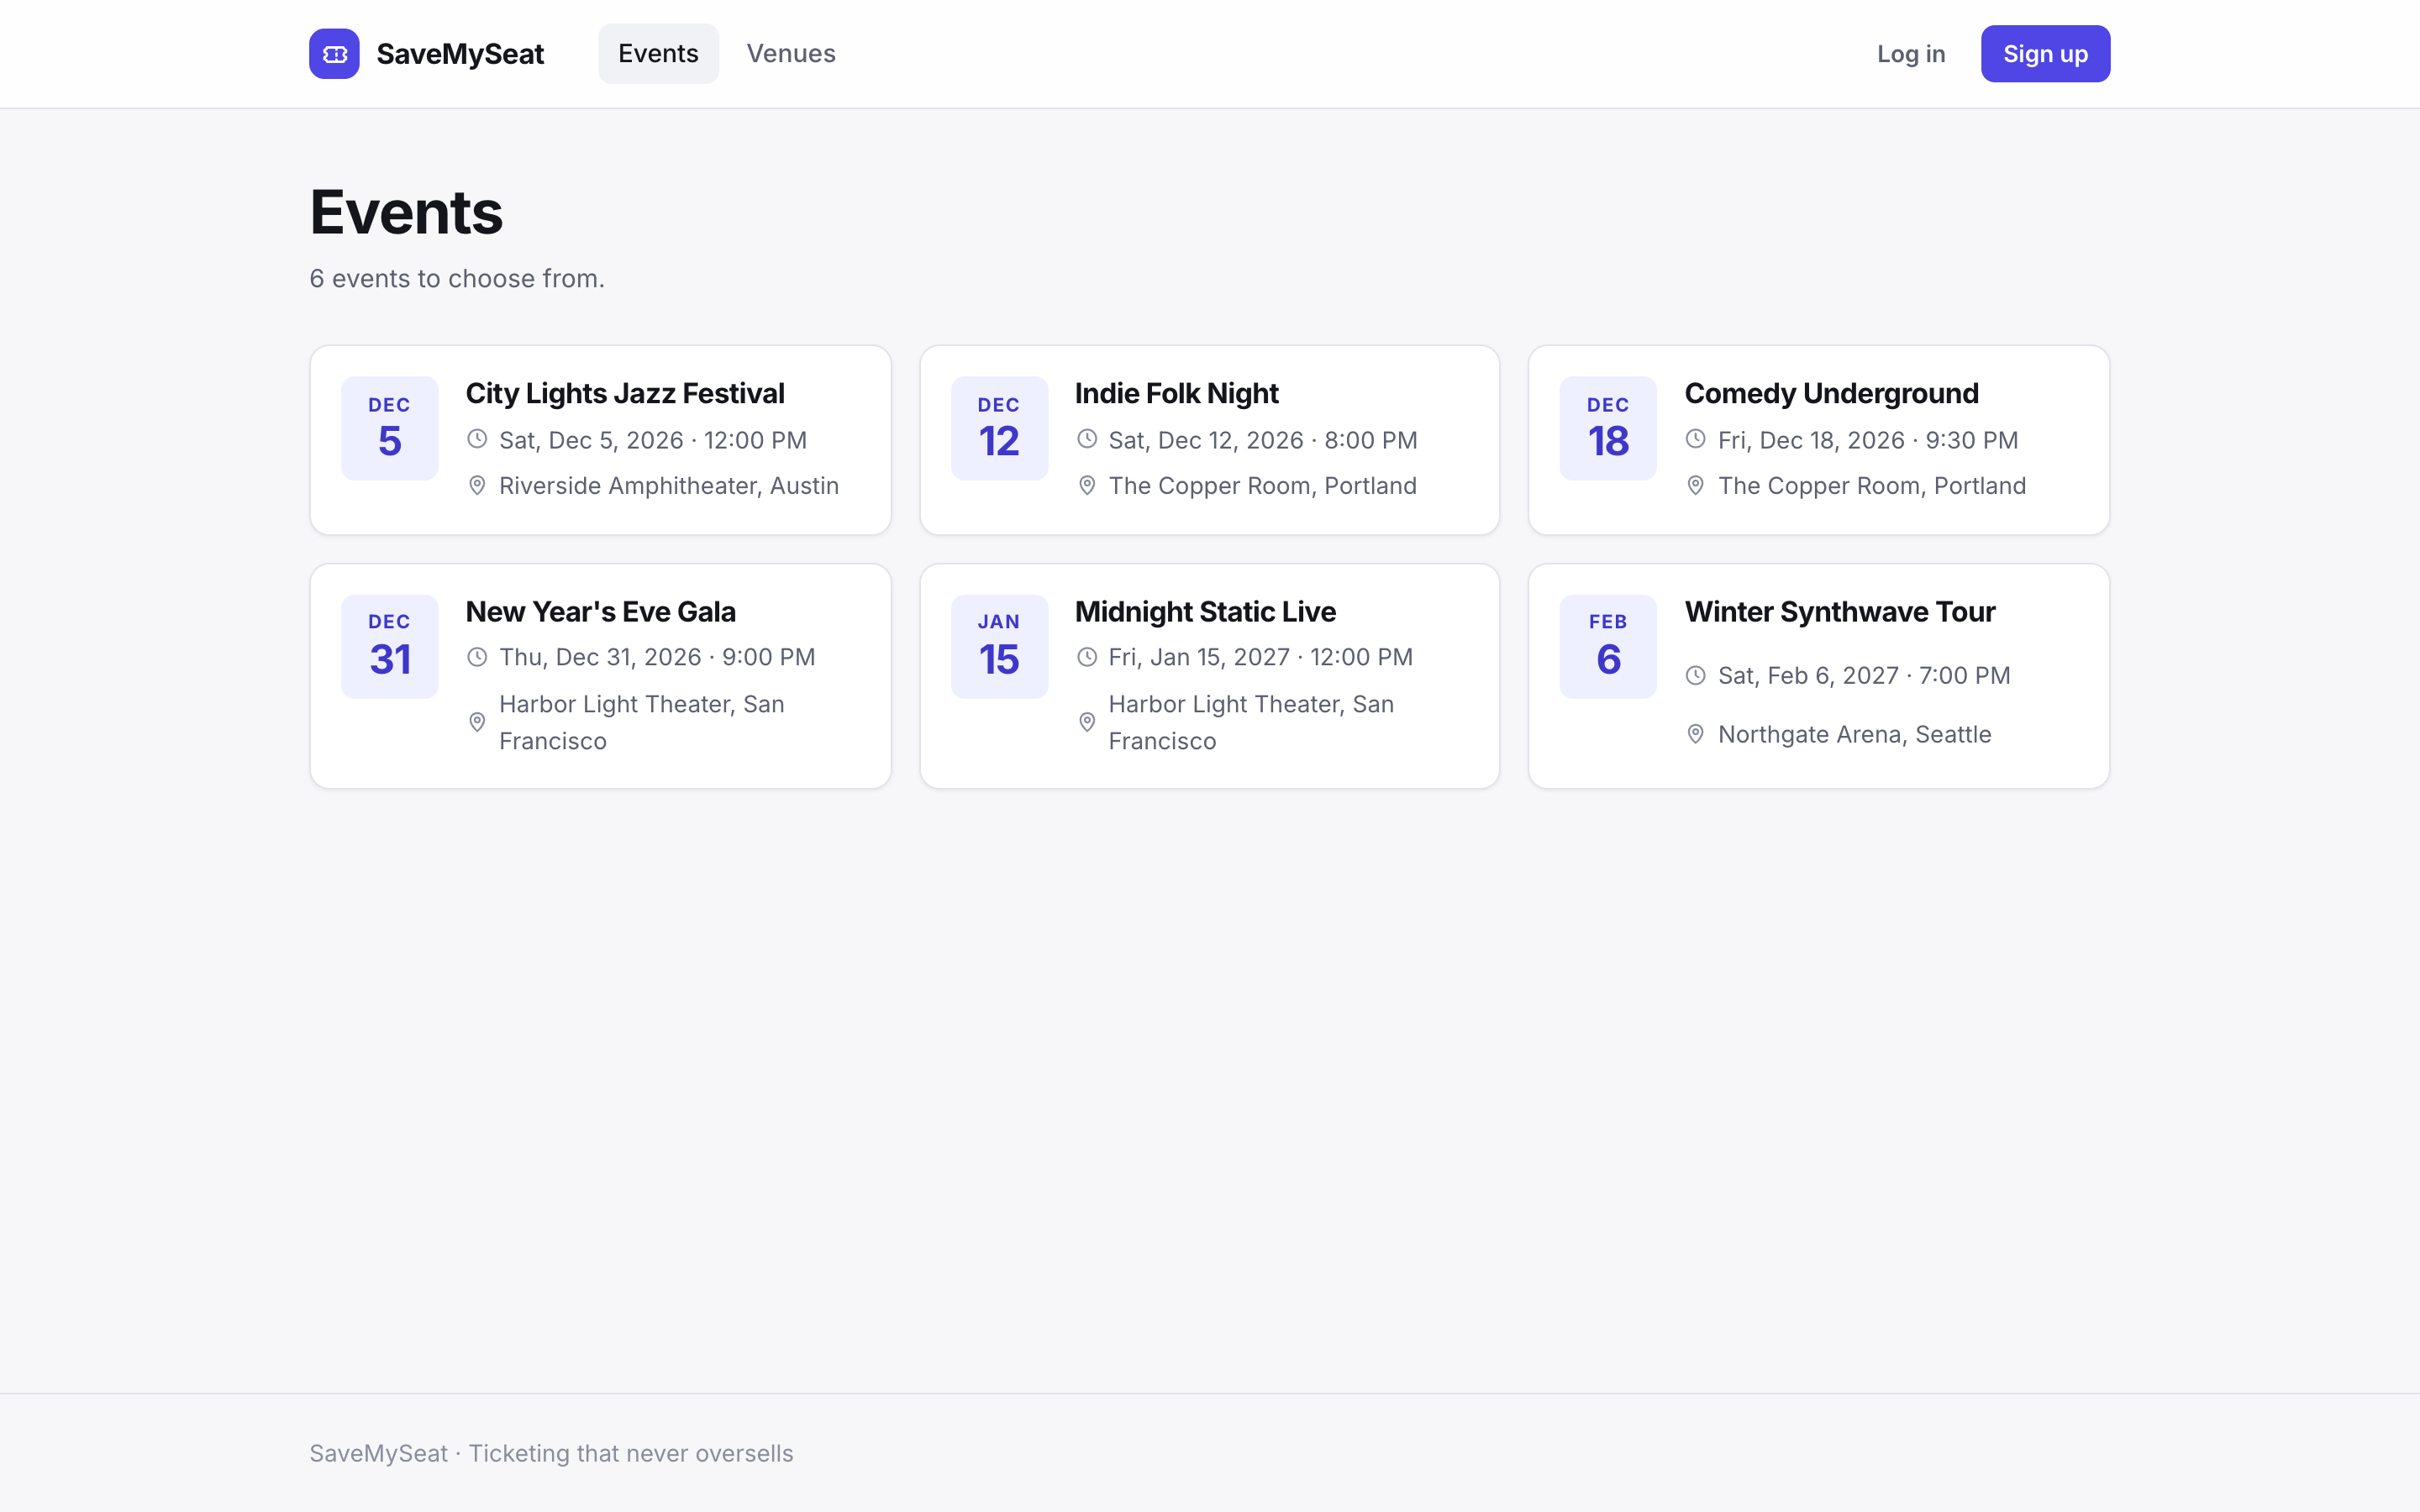 SaveMySeat
Events
Venues
Log in
Sign up
Events
6 events to choose from.
DEC
5
City Lights Jazz Festival
Sat, Dec 5, 2026 · 12:00 PM
Riverside Amphitheater, Austin
DEC
12
Indie Folk Night
Sat, Dec 12, 2026 · 8:00 PM
The Copper Room, Portland
DEC
18
Comedy Underground
Fri, Dec 18, 2026 · 9:30 PM
The Copper Room, Portland
DEC
31
New Year's Eve Gala
Thu, Dec 31, 2026 · 9:00 PM
Harbor Light Theater, San
Francisco
JAN
15
Midnight Static Live
Fri, Jan 15, 2027 · 12:00 PM
Harbor Light Theater, San
Francisco
FEB
6
Winter Synthwave Tour
Sat, Feb 6, 2027 · 7:00 PM
Northgate Arena, Seattle
SaveMySeat · Ticketing that never oversells